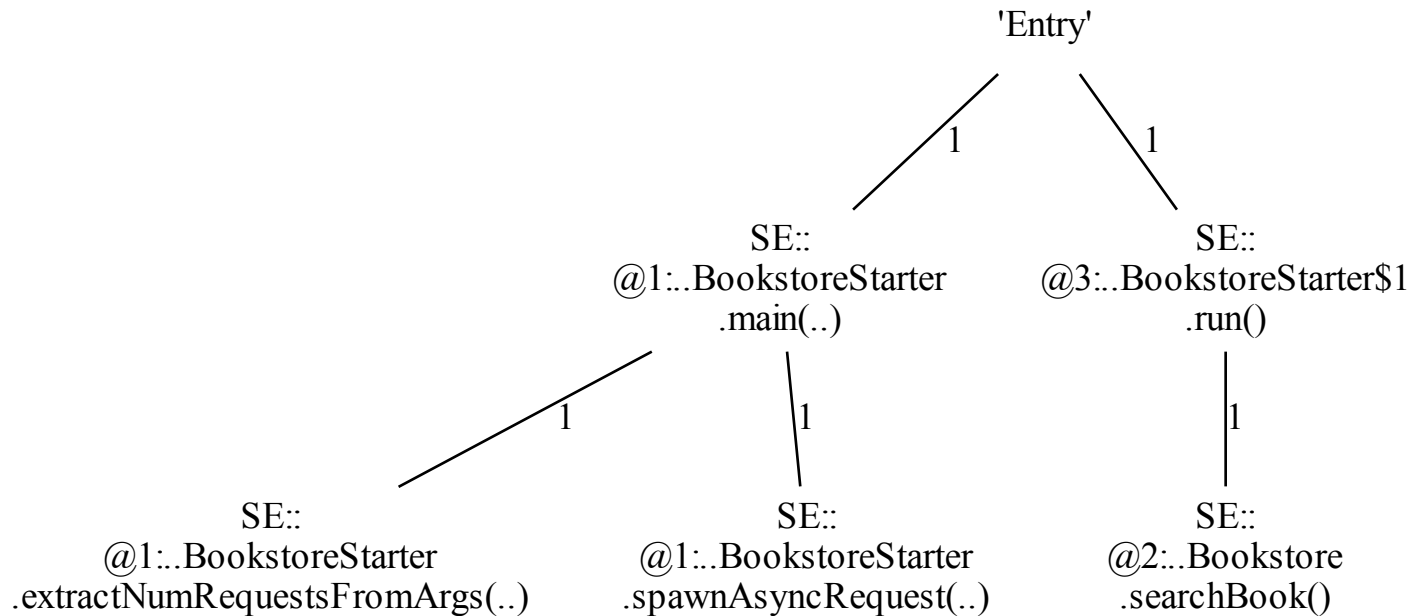 'Entry'
1
1
SE::
@1:..BookstoreStarter
.main(..)
SE::
@3:..BookstoreStarter$1
.run()
1
1
1
SE::
@1:..BookstoreStarter
.extractNumRequestsFromArgs(..)
SE::
@1:..BookstoreStarter
.spawnAsyncRequest(..)
SE::
@2:..Bookstore
.searchBook()